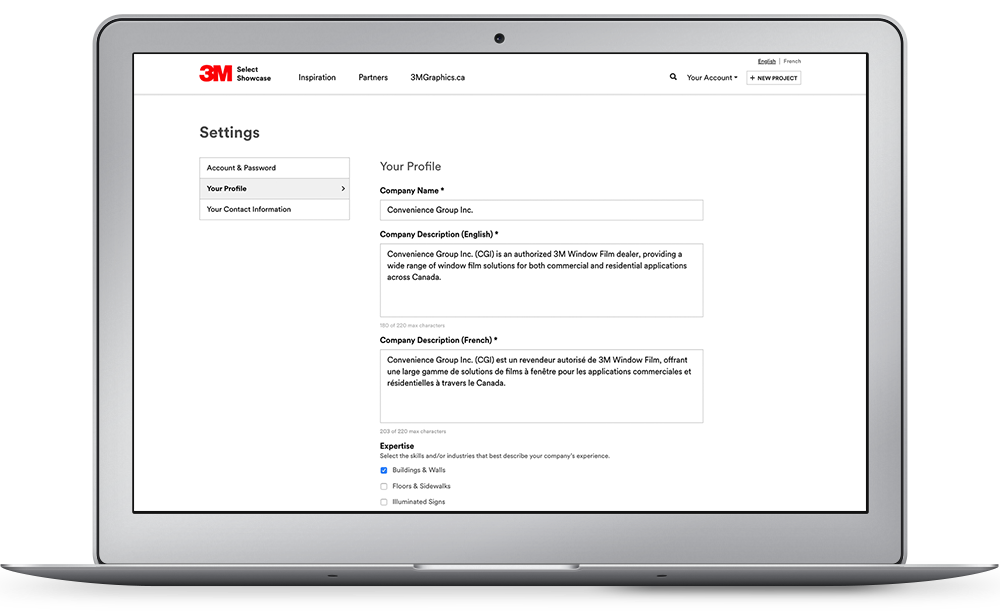 English | French
3M Select Showcase
Inspiration Partners 3MGraphics.ca Your Account + NEW PROJECT
Settings
Account & Password
Your Profile
Your Contact Information
Your Profile
Company Name *
Convenience Group Inc.
Company Description (English) *
Convenience Group Inc. (CGI) is an authorized 3M Window Film dealer, providing a
wide range of window film solutions for both commercial and residential applications
across Canada.
180 of 220 max characters
Company Description (French) *
Convenience Group Inc. (CGI) est un revendeur autorisé de 3M Window Film, offrant
une large gamme de solutions de films à fenêtre pour les applications commerciales et
résidentielles à travers le Canada.
203 of 220 max characters
Expertise
Select the skills and/or industries that best describe your company's experience.
Buildings & Walls
Floors & Sidewalks
Illuminated Signs